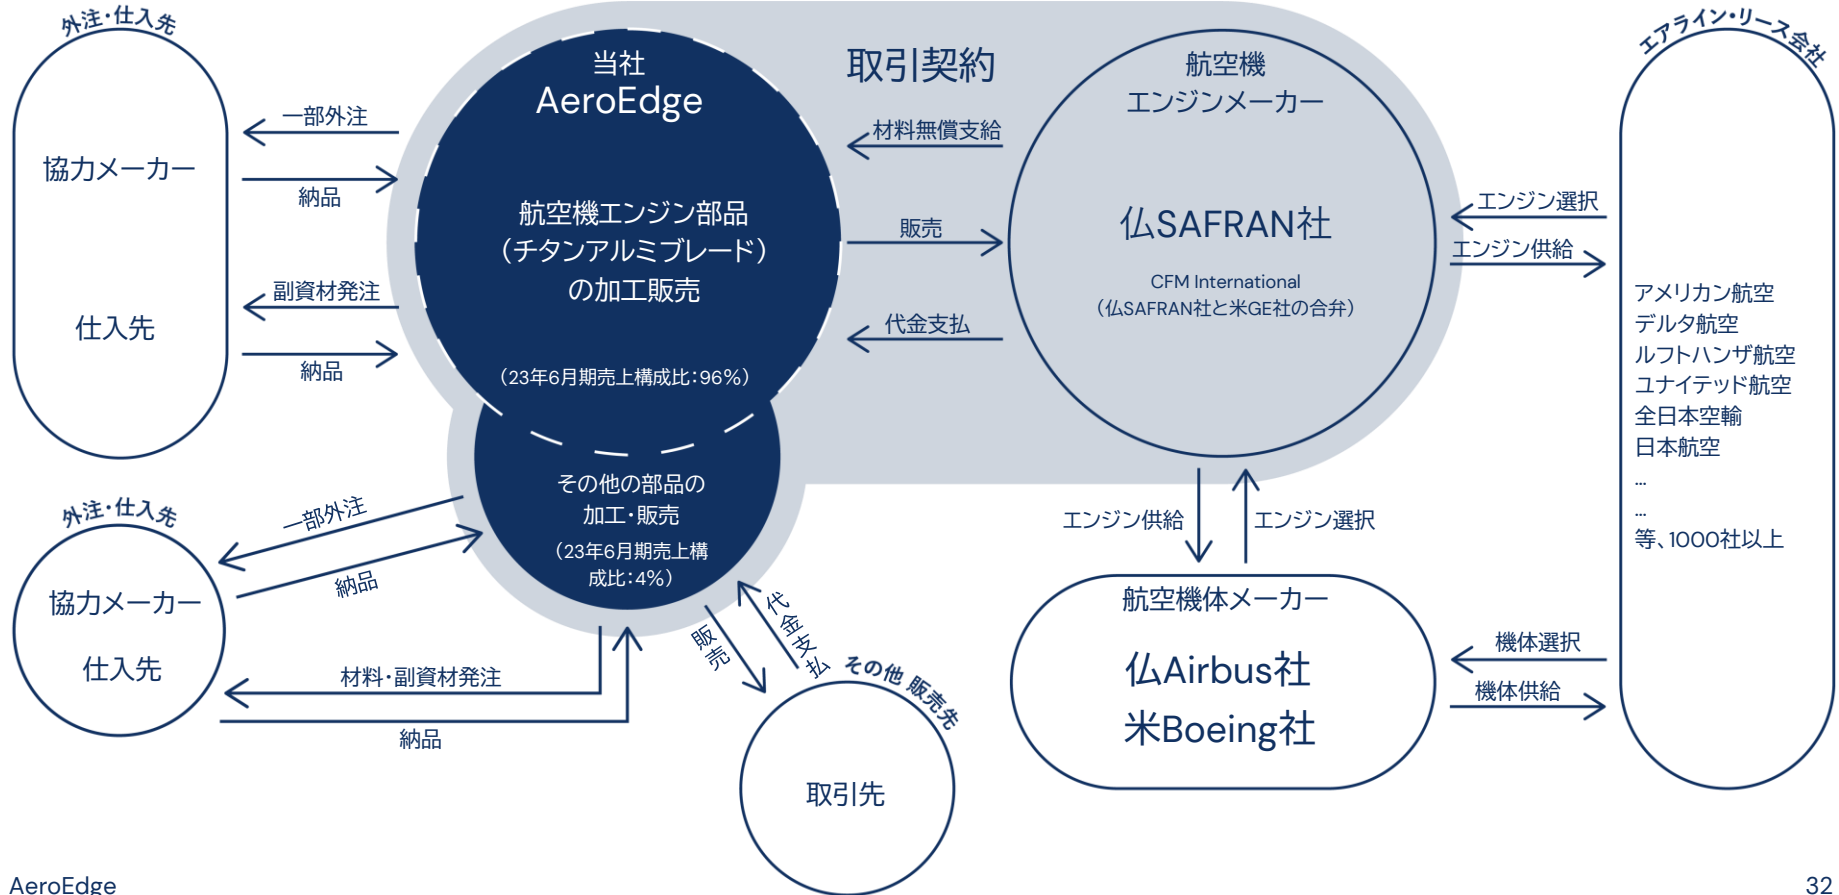 外注・仕入先
協力メーカー
仕入先
一部外注
納品
副資材発注
納品
当社
AeroEdge
航空機エンジン部品
（チタンアルミブレード）
の加工販売
（23年6月期売上構成比：96％）
その他の部品の
加工・販売
（23年6月期売上構
成比：4％）
取引契約
材料無償支給
販売
代金支払
航空機
エンジンメーカー
仏SAFRAN社
CFM International
（仏SAFRAN社と米GE社の合弁）
エンジン選択
エンジン供給
エアライン・リース会社
アメリカン航空
デルタ航空
ルフトハンザ航空
ユナイテッド航空
全日本空輸
日本航空
...
...
等、1000社以上
外注・仕入先
協力メーカー
仕入先
一部外注
納品
材料・副資材発注
納品
販売
代金支払
その他 販売先
取引先
エンジン供給
エンジン選択
航空機体メーカー
仏Airbus社
米Boeing社
機体選択
機体供給
AeroEdge
32